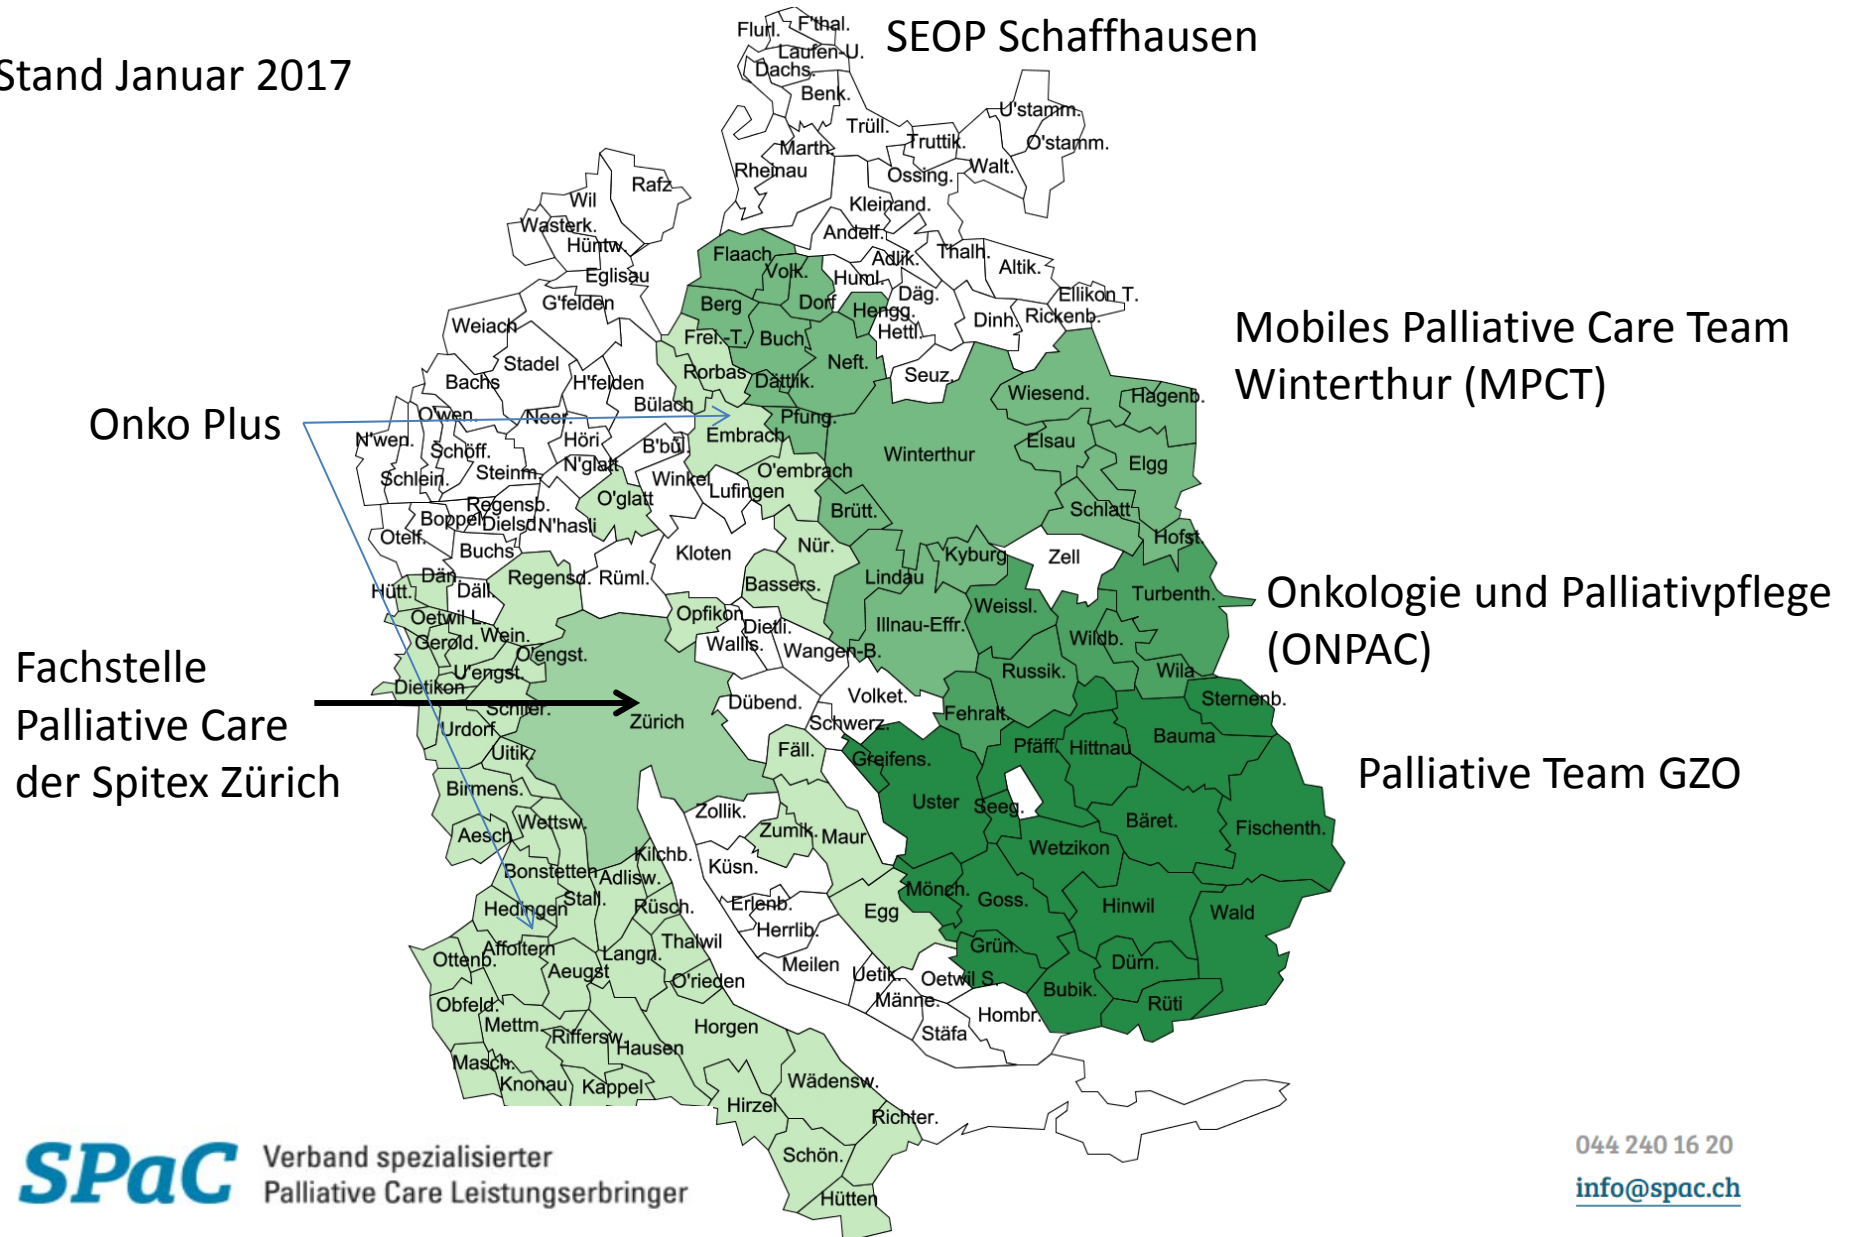 Stand Januar 2017
SEOP Schaffhausen
Mobiles Palliative Care Team
Winterthur (MPCT)
Onko Plus
Onkologie und Palliativpflege
(ONPAC)
Fachstelle
Palliative Care
der Spitex Zürich
Palliative Team GZO
Flurl.
F'thal.
Laufen-U.
Dachs.
Benk.
Trüll.
U'stamm.
O'stamm.
Truttik.
Marth.
Rheinau
Ossing.
Walt.
Rafz
Wil
Wasterk.
Hüntw.
Eglisau
G'felden
Kleinand.
Andelf.
Adlik.
Thalh.
Altik.
Flaach
Volk.
Huml.
Berg
Dorf
Hengg.
Däg.
Hettl.
Dinh.
Rickenb.
Ellikon T.
Weiach
Stadel
Bachs
H'felden
Bülach
Frei.-T.
Buch
Neft.
Rorbas
Dättlik.
Seuz.
Wiesend.
Hagenb.
O'wen.
Neer.
Höri
B'bül.
Embrach
Pfung.
N'wen.
Schöff.
Schlein.
Steinm.
N'glatt
Winkel
Lufingen
O'embrach
Winterthur
Elsau
Elgg
O'glatt
Regensb.
Boppel.
Dielsd.
N'hasli
Brütt.
Schlatt
Hofst.
Otelf.
Buchs
Kloten
Nür.
Kyburg
Zell
Hütt.
Dän.
Däll.
Regensd.
Rüml.
Bassers.
Lindau
Weissl.
Turbenth.
Oetwil L.
Gerold.
Wein.
O'engst.
Opfikon
Dietli.
Wallis.
Wangen-B.
Illnau-Effr.
Wildb.
U'engst.
Dietikon
Schlier.
Russik.
Wila
Sternenb.
Urdorf
Uitik.
Zürich
Dübend.
Volket.
Schwerz.
Fehralt.
Fäll.
Greifens.
Pfäff.
Hittnau
Bauma
Birmens.
Aesch
Wettsw.
Zollik.
Zumik.
Maur
Uster
Seeg.
Bäret.
Fischenth.
Wetzikon
Bonstetten
Stall.
Adlisw.
Kilchb.
Küsn.
Hedingen
Rüsch.
Erlenb.
Egg
Mönch.
Goss.
Hinwil
Wald
Affoltern
Ottenb.
Aeugst
Langn.
Thalwil
O'rieden
Herrlib.
Meilen
Uetik.
Oetwil S.
Grün.
Dürn.
Bubik.
Rüti
Obfeld.
Mettm.
Riffersw.
Hausen
Horgen
Männe.
Stäfa
Hombr.
Masch.
Knonau
Kappel
Hirzel
Wädensw.
Richter.
Schön.
Hütten
SPaC
Verband spezialisierter
Palliative Care Leistungserbringer
044 240 16 20
info@spac.ch